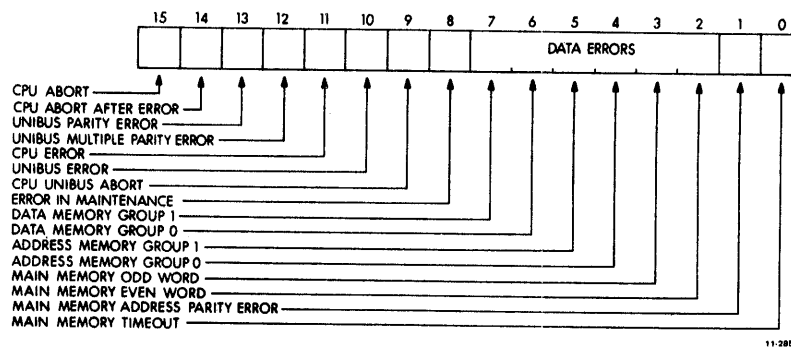 15 14 13 12 11 10 9 8 7 6 5 4 3 2 1 0
DATA ERRORS
CPU ABORT
CPU ABORT AFTER ERROR
UNIBUS PARITY ERROR
UNIBUS MULTIPLE PARITY ERROR
CPU ERROR
UNIBUS ERROR
CPU UNIBUS ABORT
ERROR IN MAINTENANCE
DATA MEMORY GROUP 1
DATA MEMORY GROUP 0
ADDRESS MEMORY GROUP 1
ADDRESS MEMORY GROUP 0
MAIN MEMORY ODD WORD
MAIN MEMORY EVEN WORD
MAIN MEMORY ADDRESS PARITY ERROR
MAIN MEMORY TIMEOUT